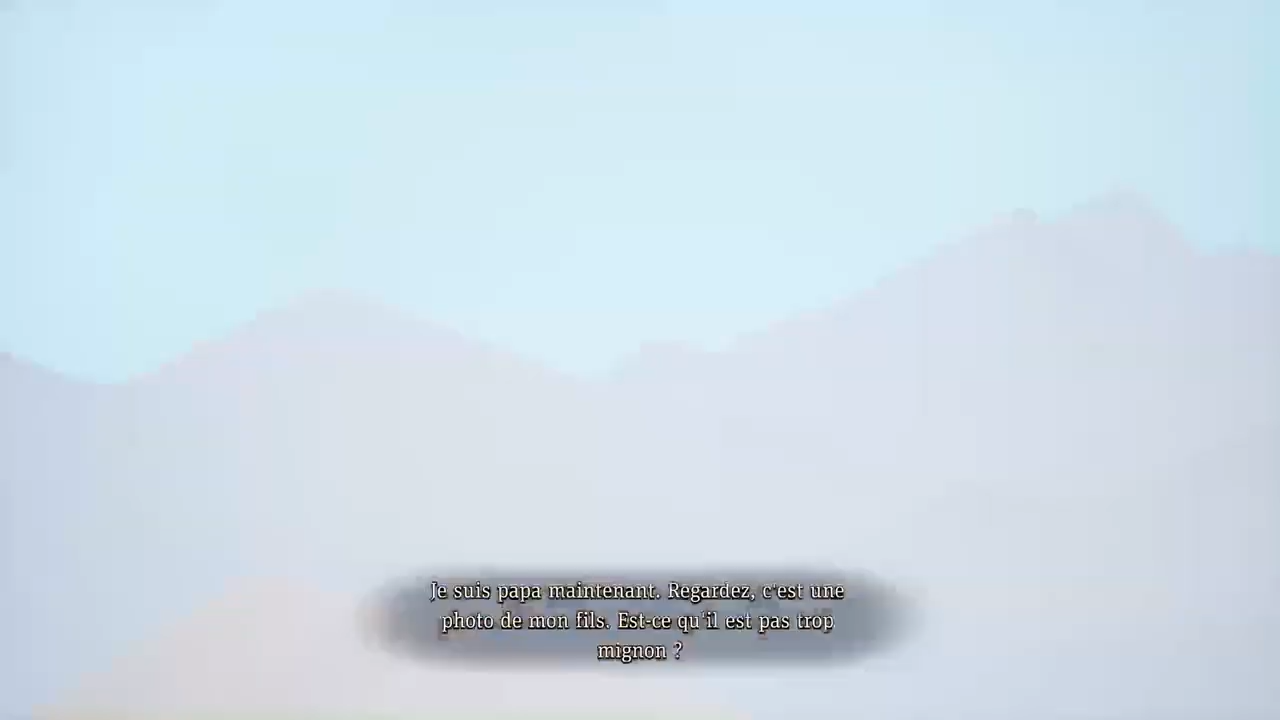 Je suis papa maintenant. Regardez, c'est une
photo de mon fils. Est-ce qu'il est pas trop
mignon ?